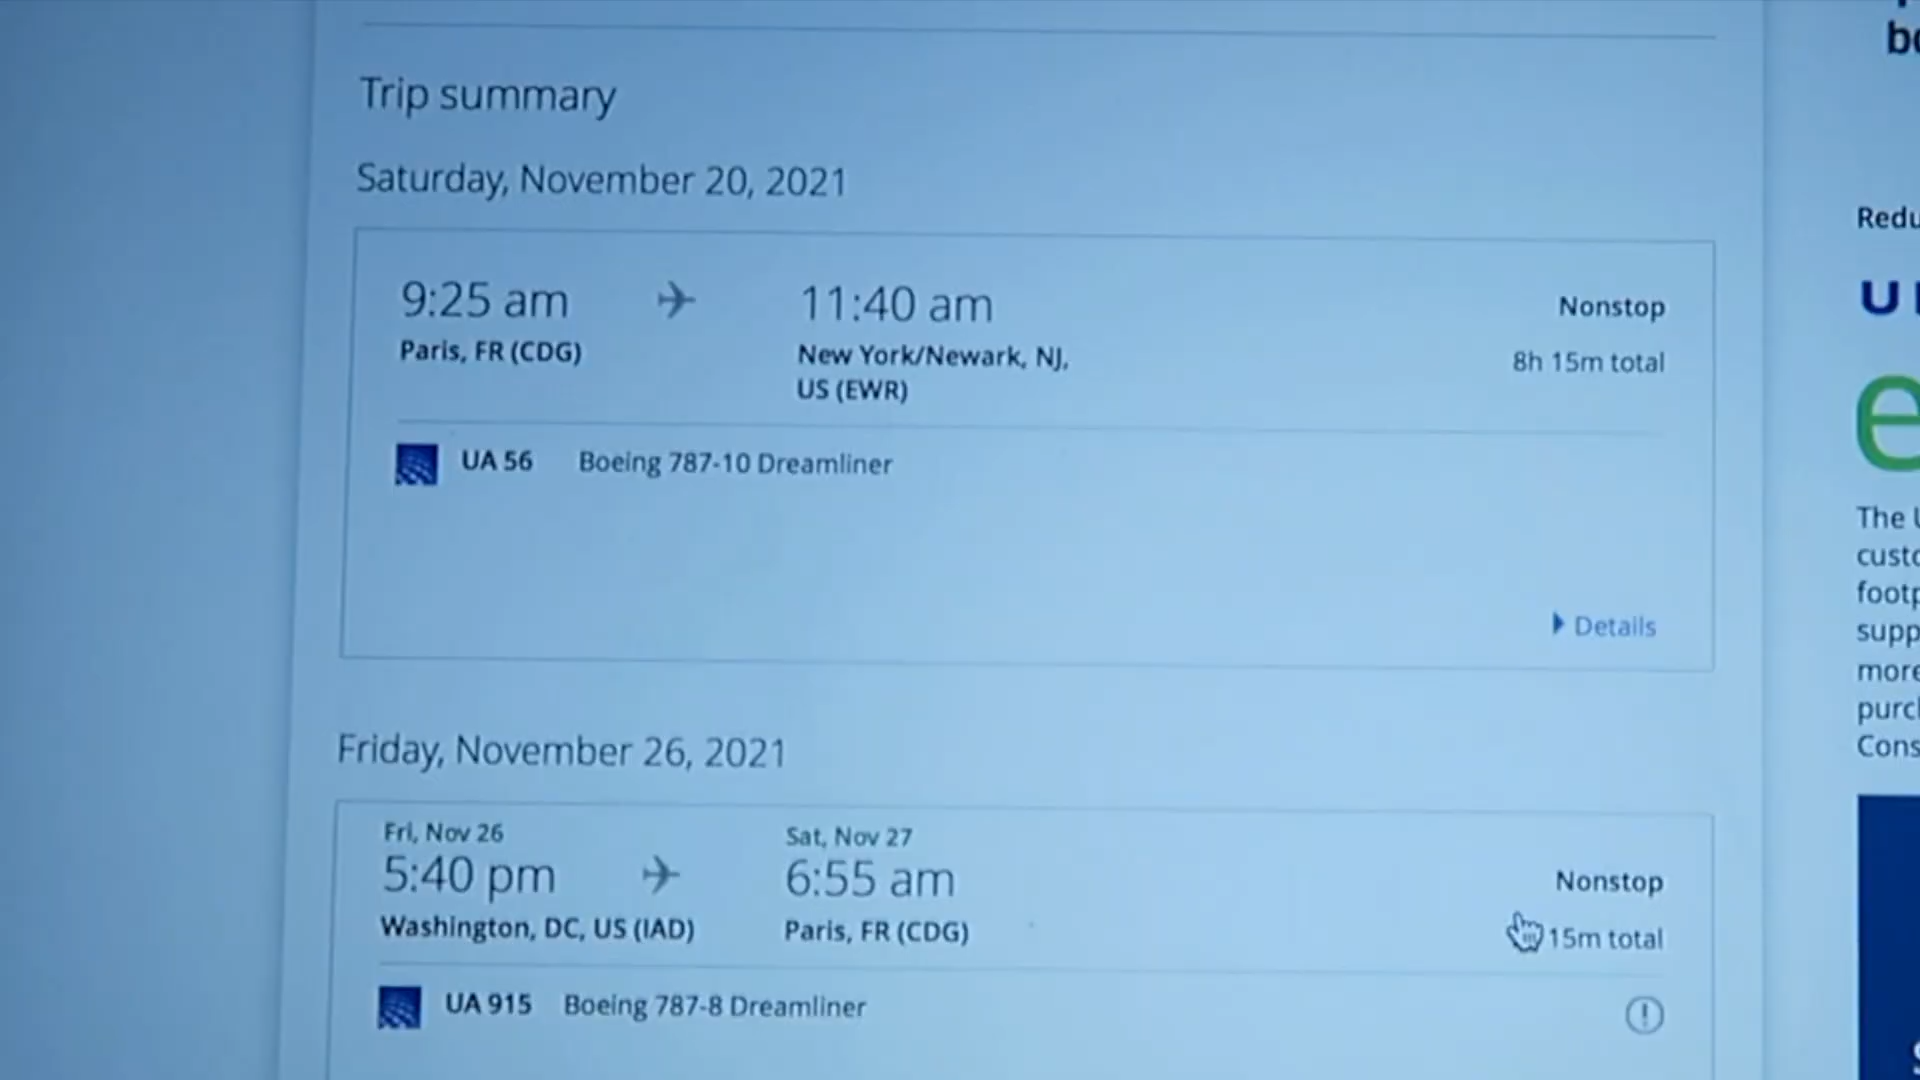 Trip summary
Saturday, November 20, 2021
9:25 am
11:40 am
Nonstop
Paris, FR (CDG)
New York/Newark, NJ,
US (EWR)
8h 15m total
UA 56 Boeing 787-10 Dreamliner
Details
Friday, November 26, 2021
Fri, Nov 26
Sat, Nov 27
5:40 pm
6:55 am
Nonstop
Washington, DC, US (IAD)
Paris, FR (CDG)
15m total
UA 915 Boeing 787-8 Dreamliner
The
more